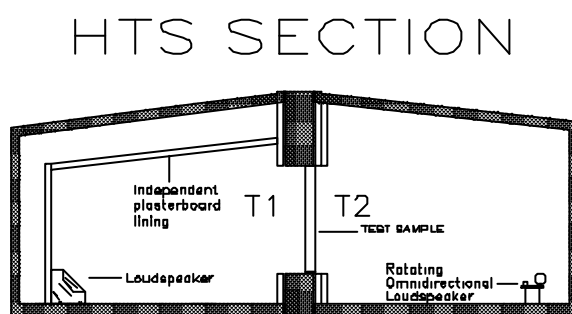 HTS SECTION
Independent
plasterboard
lining
T1
T2
TEST SAMPLE
Loudspeaker
Rotating
Omnidirectional
Loudspeaker